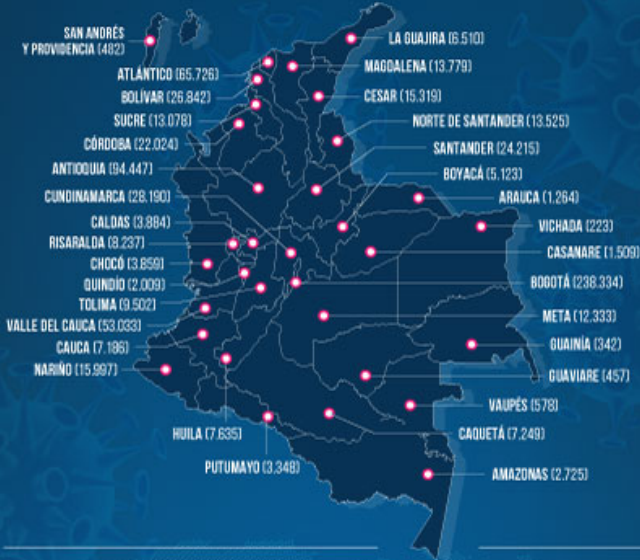 SAN ANDRÉS
Y PROVIDENCIA (482)
ATLÁNTICO (65.726)
BOLÍVAR (26.842)
SUCRE (13.078)
CÓRDOBA (22.024)
ANTIOQUIA (94.447)
CUNDINAMARCA (28.190)
CALDAS (3.884)
RISARALDA (8.237)
CHOCÓ (3.859)
QUINDÍO (2.009)
TOLIMA (9.502)
VALLE DEL CAUCA (53.033)
CAUCA (7.186)
NARIÑO (15.997)
HUILA (7.635)
PUTUMAYO (3.348)
LA GUAJIRA (6.510)
MAGDALENA (13.779)
CESAR (15.319)
NORTE DE SANTANDER (13.525)
SANTANDER (24.215)
BOYACÁ (5.123)
ARAUCA (1.264)
VICHADA (223)
CASANARE (1.509)
BOGOTÁ (238.334)
META (12.333)
GUAINÍA (342)
GUAVIARE (457)
VAUPÉS (578)
CAQUETÁ (7.249)
AMAZONAS (2.725)